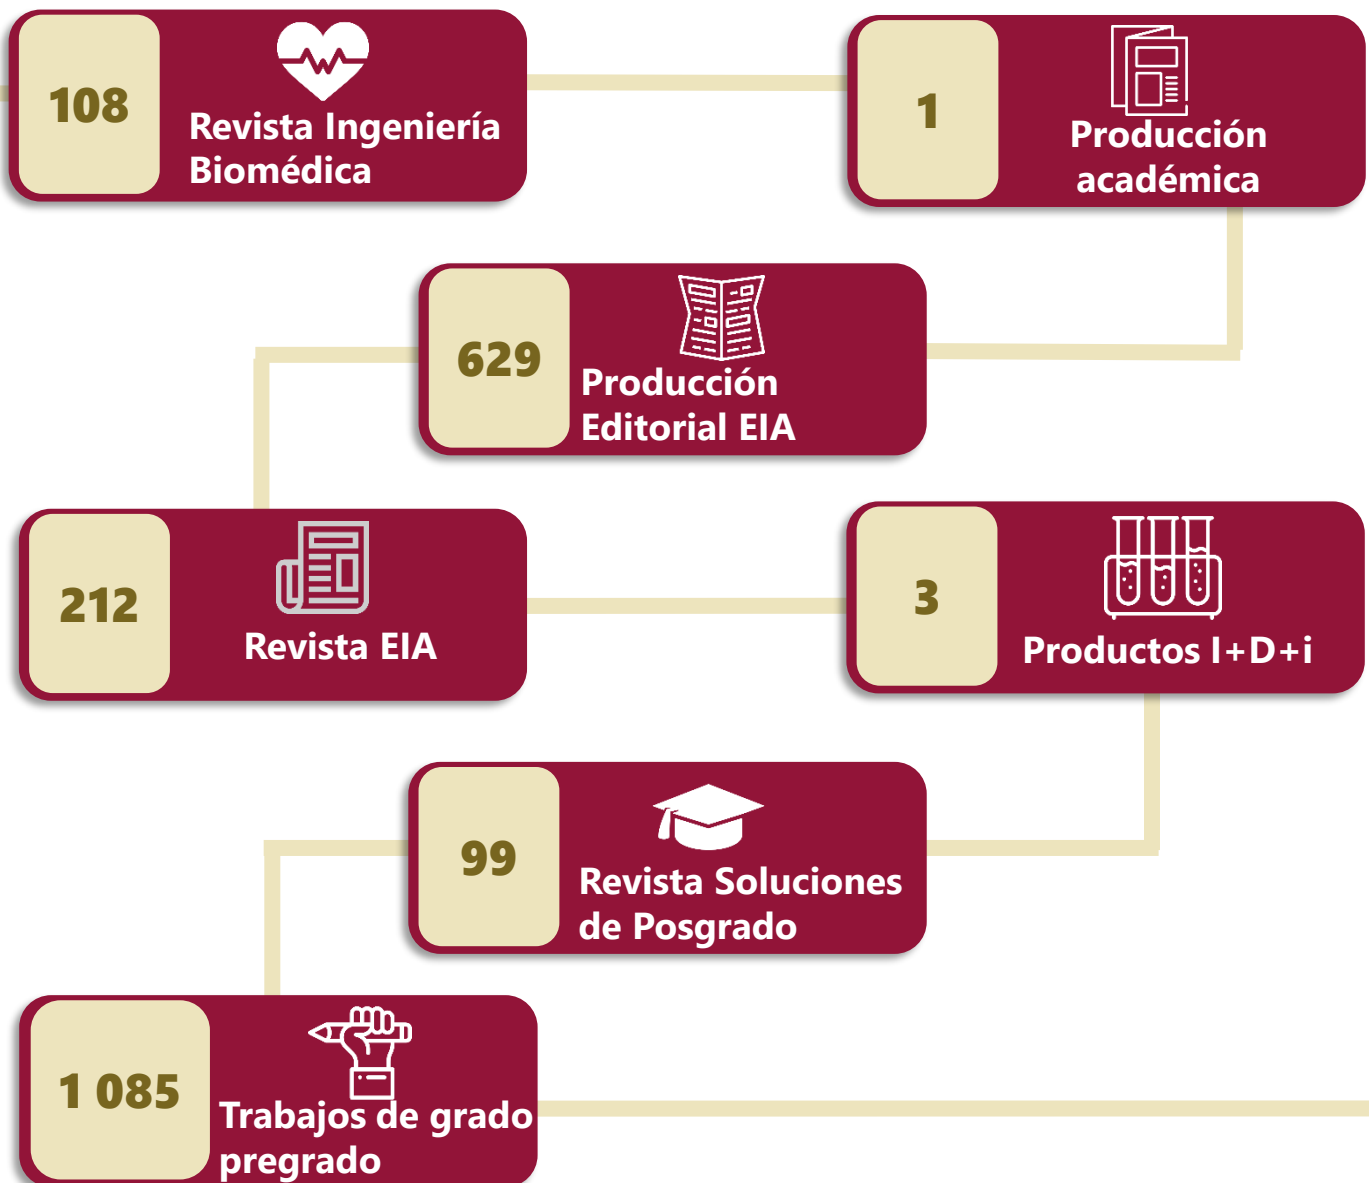 108
Revista Ingeniería
Biomédica
1
Producción
académica
629
Producción
Editorial EIA
212
Revista EIA
3
Productos I+D+i
99
Revista Soluciones
de Posgrado
1 085
Trabajos de grado
pregrado